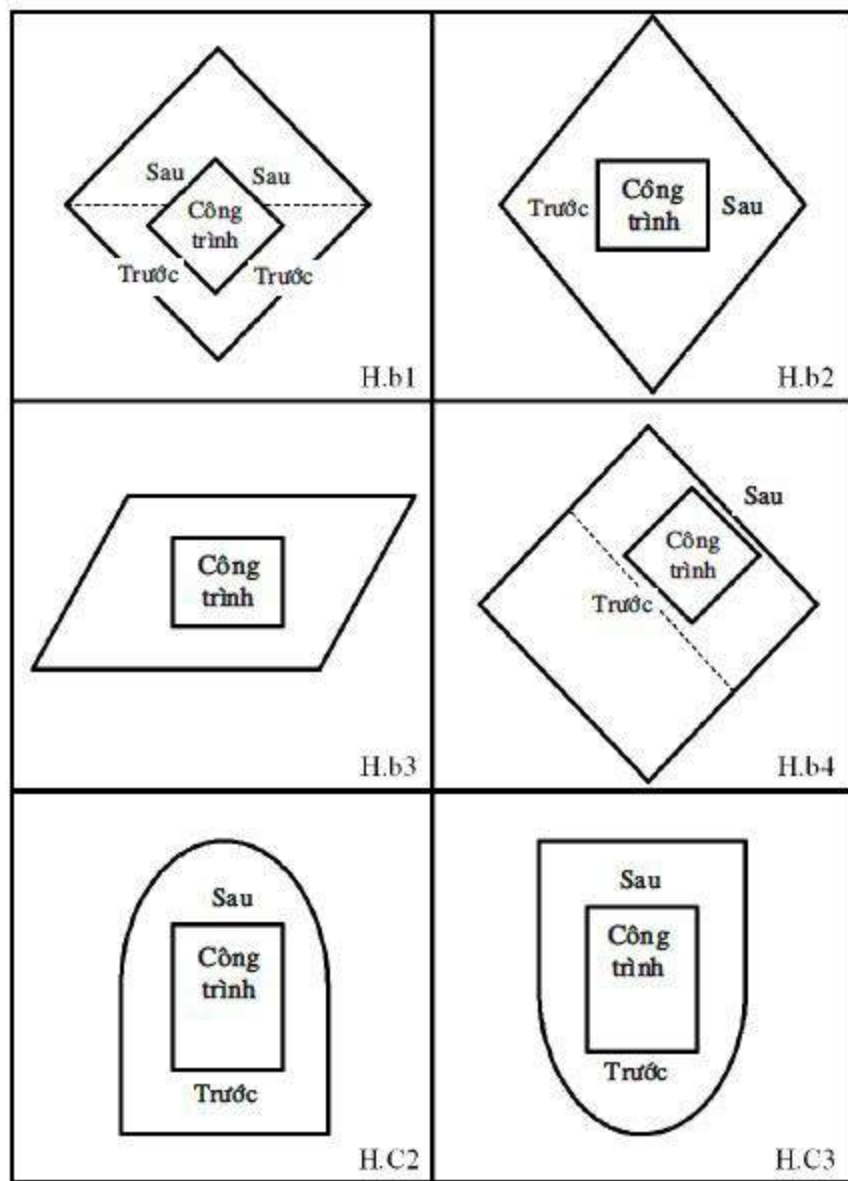 Sau
Sau
Công
trình
Trước
Trước
H.b1
Trước
Công
trình
Sau
H.b2
Công
trình
H.b3
Sau
Công
trình
Trước
H.b4
Sau
Công
trình
Trước
H.C2
Sau
Công
trình
Trước
H.C3